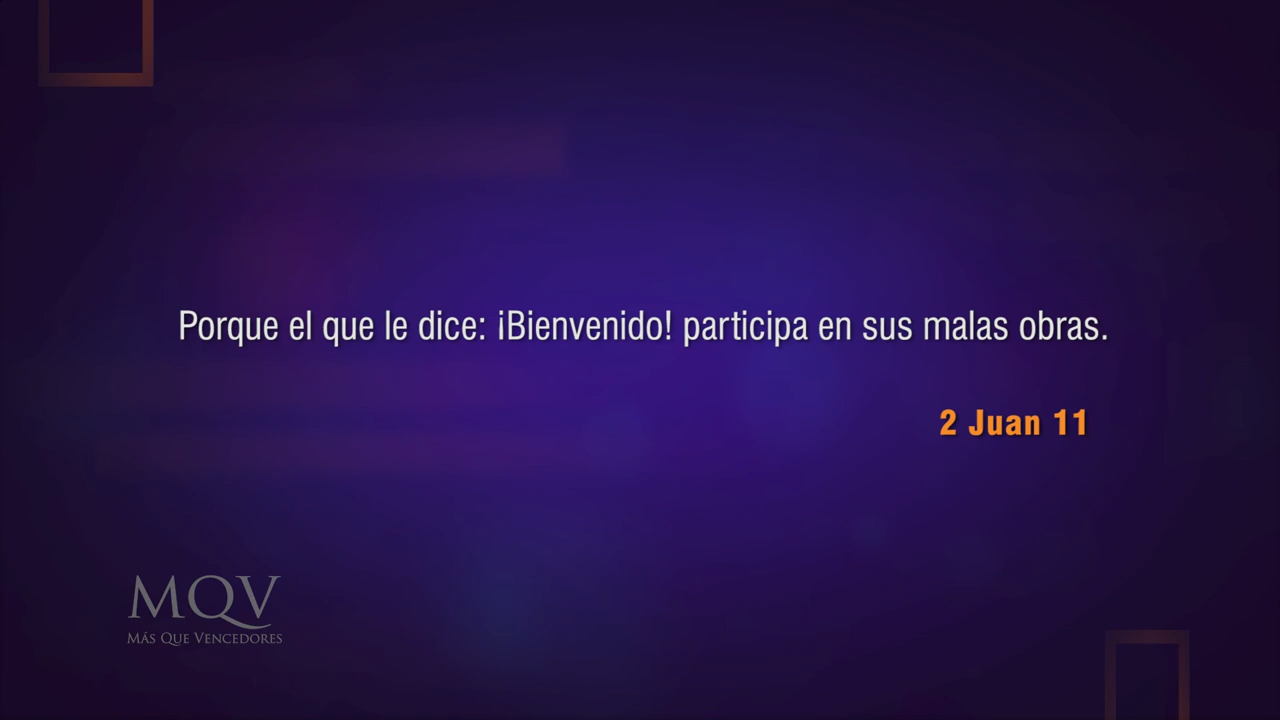 Porque el que le dice: ¡Bienvenido! participa en sus malas obras.
2 Juan 11
MQV
Más Que Vencedores